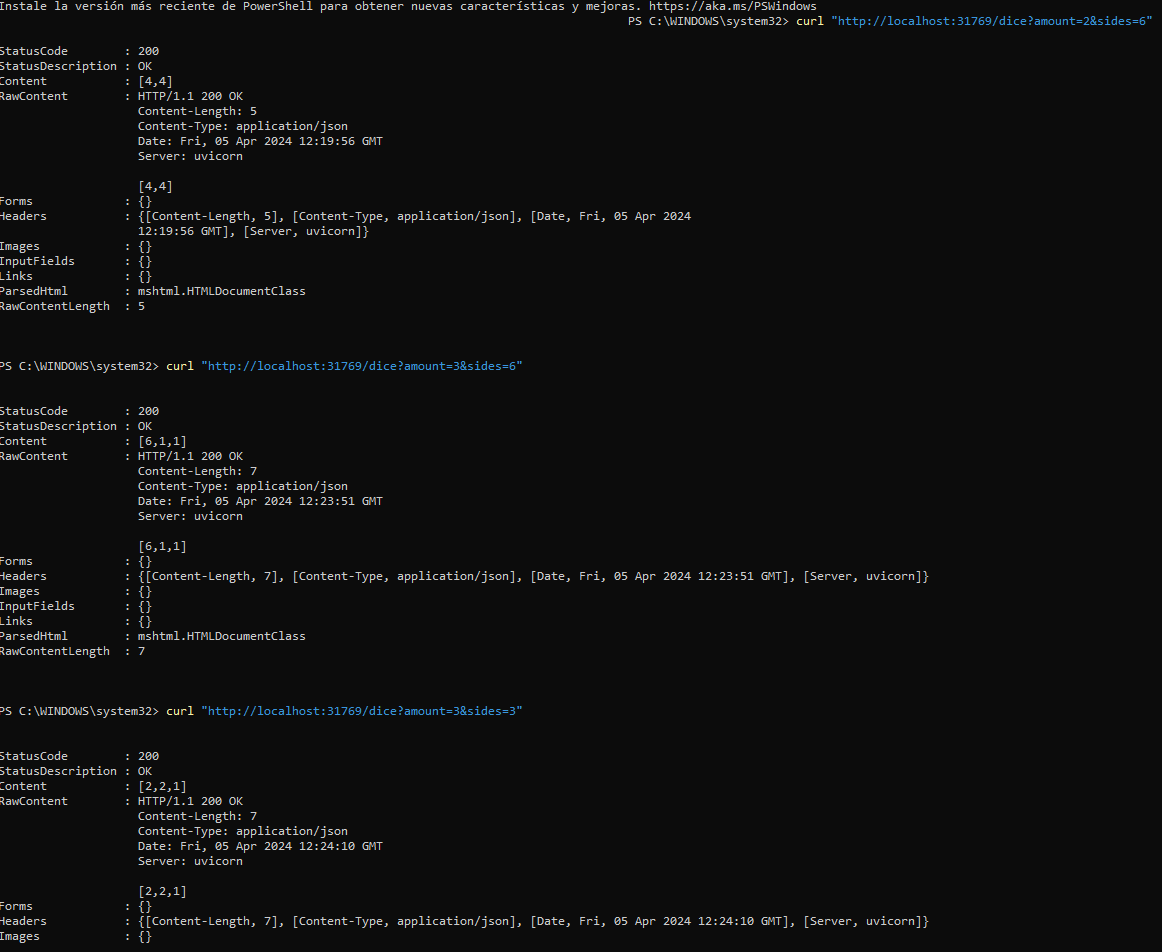 Instale la versión más reciente de PowerShell para obtener nuevas características y mejoras. https://aka.ms/PSWindows
PS C:\WINDOWS\system32> curl "http://localhost:31769/dice?amount=2&sides=6"
StatusCode : 200
StatusDescription : OK
Content : [4,4]
RawContent : HTTP/1.1 200 OK
Content-Length: 5
Content-Type: application/json
Date: Fri, 05 Apr 2024 12:19:56 GMT
Server: uvicorn
[4,4]
Forms : {}
Headers : {[Content-Length, 5], [Content-Type, application/json], [Date, Fri, 05 Apr 2024
12:19:56 GMT], [Server, uvicorn]}
Images : {}
InputFields : {}
Links : {}
ParsedHtml : mshtml.HTMLDocumentClass
RawContentLength : 5
PS C:\WINDOWS\system32> curl "http://localhost:31769/dice?amount=3&sides=6"
StatusCode : 200
StatusDescription : OK
Content : [6,1,1]
RawContent : HTTP/1.1 200 OK
Content-Length: 7
Content-Type: application/json
Date: Fri, 05 Apr 2024 12:23:51 GMT
Server: uvicorn
[6,1,1]
Forms : {}
Headers : {[Content-Length, 7], [Content-Type, application/json], [Date, Fri, 05 Apr 2024 12:23:51 GMT], [Server, uvicorn]}
Images : {}
InputFields : {}
Links : {}
ParsedHtml : mshtml.HTMLDocumentClass
RawContentLength : 7
PS C:\WINDOWS\system32> curl "http://localhost:31769/dice?amount=3&sides=3"
StatusCode : 200
StatusDescription : OK
Content : [2,2,1]
RawContent : HTTP/1.1 200 OK
Content-Length: 7
Content-Type: application/json
Date: Fri, 05 Apr 2024 12:24:10 GMT
Server: uvicorn
[2,2,1]
Forms : {}
Headers : {[Content-Length, 7], [Content-Type, application/json], [Date, Fri, 05 Apr 2024 12:24:10 GMT], [Server, uvicorn]}
Images : {}